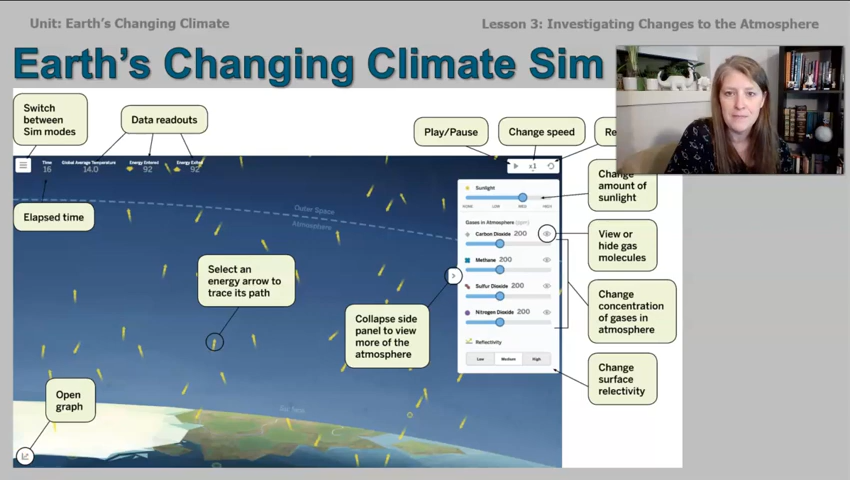 Unit: Earth's Changing Climate
Lesson 3: Investigating Changes to the Atmosphere
Earth's Changing Climate Sim
Switch
between
Sim modes
Data readouts
Play/Pause
Change speed
Time
16
Global Average Temperature
14.0
Energy Entered
92
Energy Exited
92
x1
Change
amount of
sunlight
Elapsed time
Sunlight
NONE
LOW
MED
HIGH
Outer Space
Atmosphere
Gases in Atmosphere (ppm)
Carbon Dioxide 200
View or
hide gas
molecules
Methane 200
Select an
energy arrow to
trace its path
Sulfur Dioxide 200
Change
concentration
of gases in
atmosphere
Nitrogen Dioxide 200
Collapse side
panel to view
more of the
atmosphere
Reflectivity
Low
Medium
High
Change
surface
relectivity
Open
graph